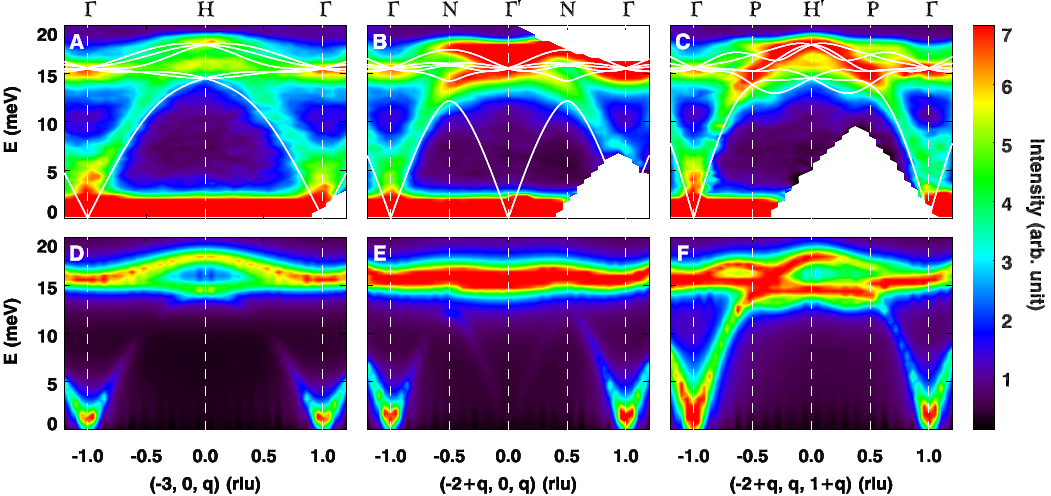 Γ H Γ Γ N Γ' N Γ Γ P H' P Γ
A B C
20 15 10 5 0
E (meV)
D E F
20 15 10 5 0
E (meV)
-1.0 -0.5 0.0 0.5 1.0 -1.0 -0.5 0.0 0.5 1.0 -1.0 -0.5 0.0 0.5 1.0
(-3, 0, q) (rlu) (-2+q, 0, q) (rlu) (-2+q, q, 1+q) (rlu)
7
6
5
4
3
2
1
Intensity (arb. unit)